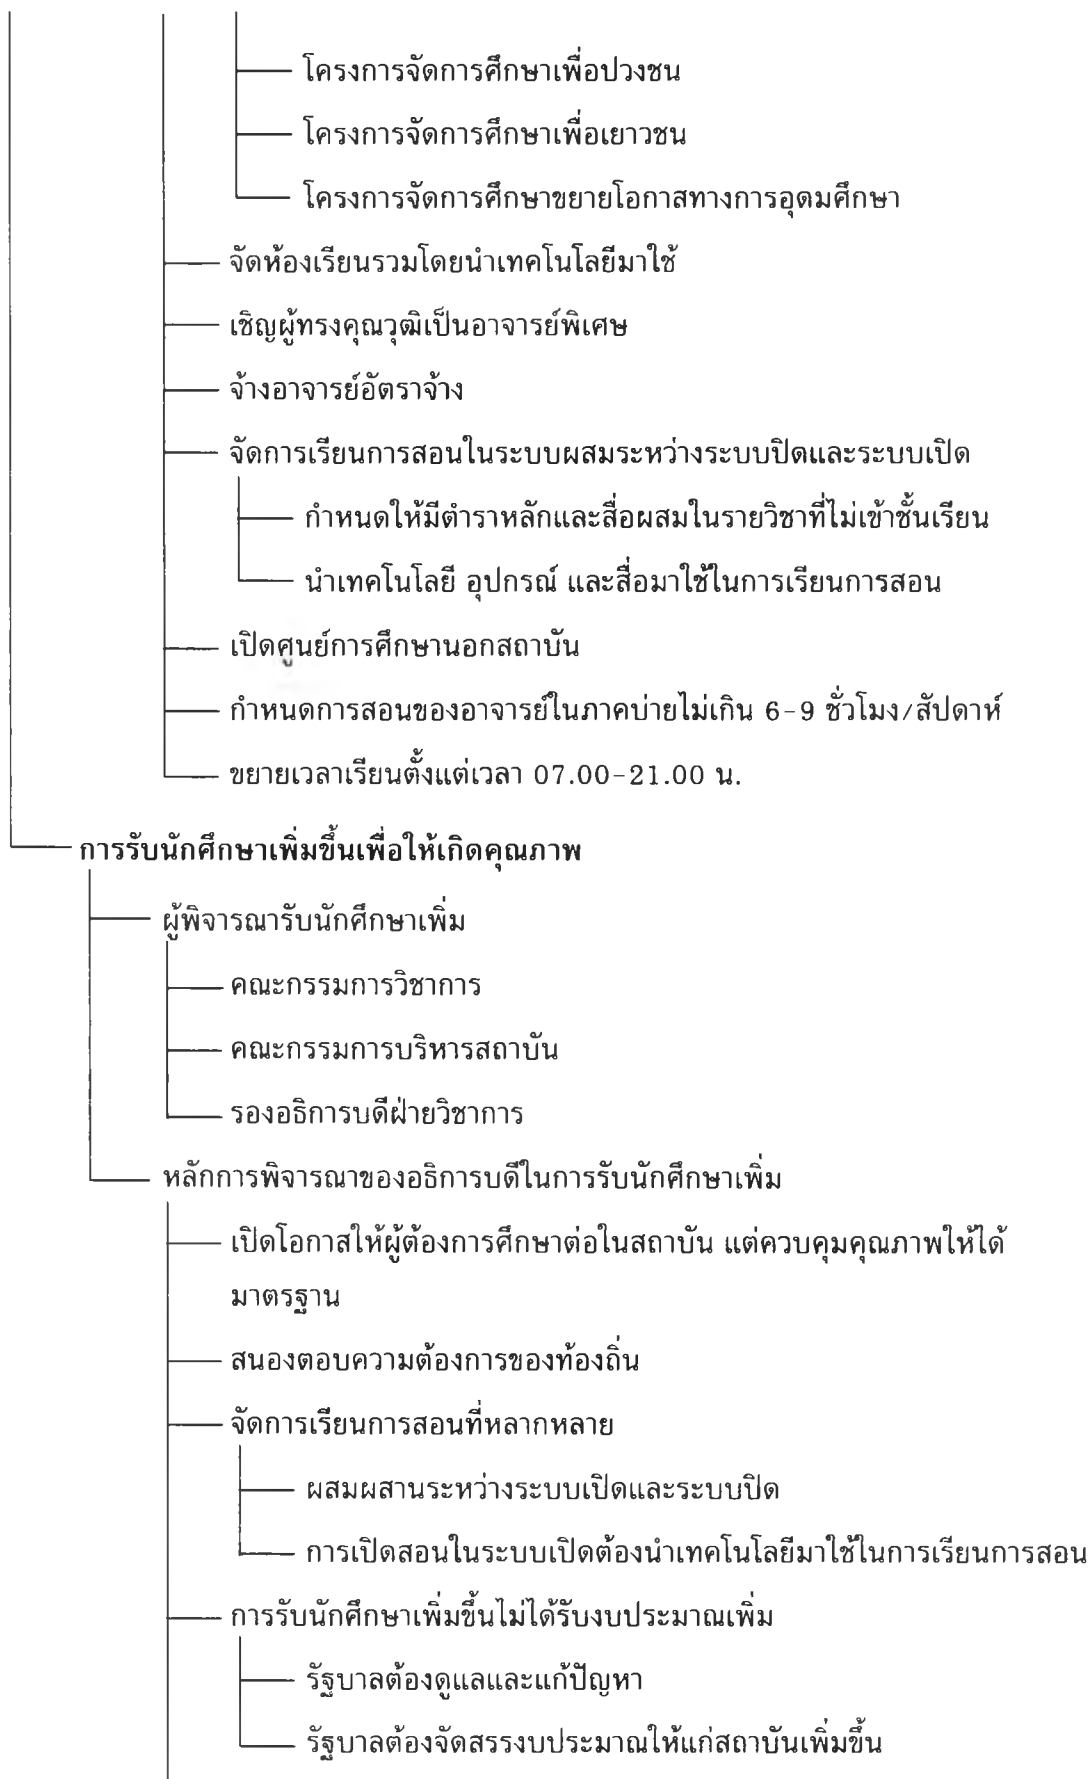 โครงการจัดการศึกษาเพื่อปวงชน
โครงการจัดการศึกษาเพื่อเยาวชน
โครงการจัดการศึกษาขยายโอกาสทางการอุดมศึกษา
จัดห้องเรียนรวมโดยนำเทคโนโลยีมาใช้
เชิญผู้ทรงคุณวุฒิเป็นอาจารย์พิเศษ
จ้างอาจารย์อัตราจ้าง
จัดการเรียนการสอนในระบบผสมระหว่างระบบปิดและระบบเปิด
กำหนดให้มีตำราหลักและสื่อผสมในรายวิชาที่ไม่เข้าชั้นเรียน
นำเทคโนโลยี อุปกรณ์ และสื่อมาใช้ในการเรียนการสอน
เปิดศูนย์การศึกษานอกสถาบัน
กำหนดการสอนของอาจารย์ในภาคบ่ายไม่เกิน 6-9 ชั่วโมง/สัปดาห์
ขยายเวลาเรียนตั้งแต่เวลา 07.00-21.00 น.
การรับนักศึกษาเพิ่มขึ้นเพื่อให้เกิดคุณภาพ
ผู้พิจารณารับนักศึกษาเพิ่ม
คณะกรรมการวิชาการ
คณะกรรมการบริหารสถาบัน
รองอธิการบดีฝ่ายวิชาการ
หลักการพิจารณาของอธิการบดีในการรับนักศึกษาเพิ่ม
เปิดโอกาสให้ผู้ต้องการศึกษาต่อในสถาบัน แต่ควบคุมคุณภาพให้ได้
มาตรฐาน
สนองตอบความต้องการของท้องถิ่น
จัดการเรียนการสอนที่หลากหลาย
ผสมผสานระหว่างระบบเปิดและระบบปิด
การเปิดสอนในระบบเปิดต้องนำเทคโนโลยีมาใช้ในการเรียนการสอน
การรับนักศึกษาเพิ่มขึ้นไม่ได้รับงบประมาณเพิ่ม
รัฐบาลต้องดูแลและแก้ปัญหา
รัฐบาลต้องจัดสรรงบประมาณให้แก่สถาบันเพิ่มขึ้น